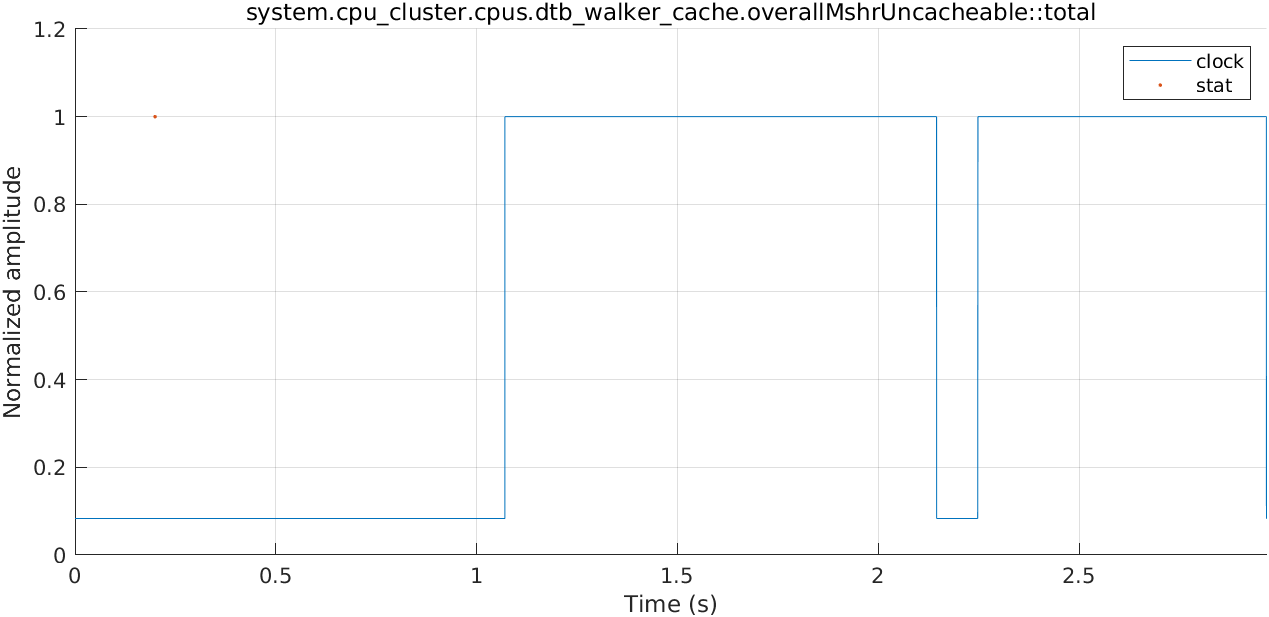 system.cpu_cluster.cpus.dtb_walker_cache.overallMshrUncacheable::total
1.2
1
0.8
0.6
0.4
0.2
0
Normalized amplitude
clock
stat
0 0.5 1 1.5 2 2.5
Time (s)